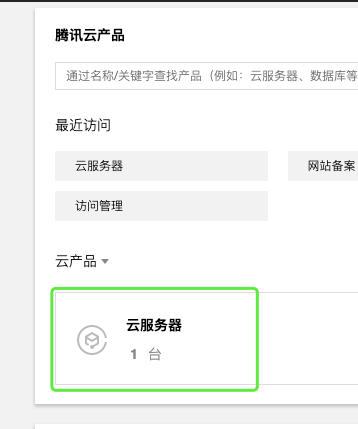 腾讯云产品
通过名称/关键字查找产品（例如：云服务器、数据库等
最近访问
云服务器
网站备案
访问管理
云产品
云服务器
1 台